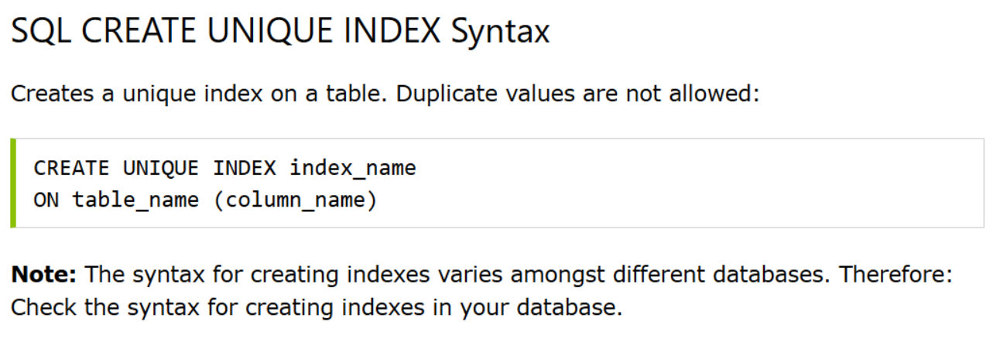 SQL CREATE UNIQUE INDEX Syntax
Creates a unique index on a table. Duplicate values are not allowed:
CREATE UNIQUE INDEX index_name
ON table_name (column_name)
Note: The syntax for creating indexes varies amongst different databases. Therefore:
Check the syntax for creating indexes in your database.